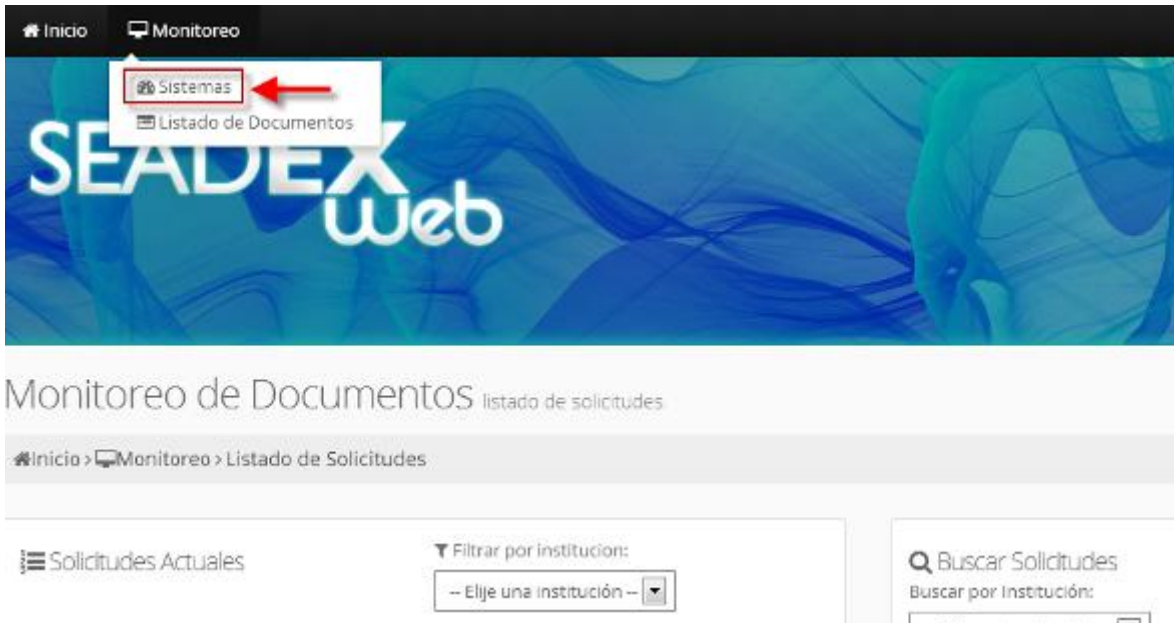 Inicio Monitoreo
Sistemas
Listado de Documentos
SEADEX
web
Monitoreo de Documentos listado de solicitudes
Inicio > Monitoreo > Listado de Solicitudes
Solicitudes Actuales
Filtrar por institucion:
-- Elije una institución --
Buscar Solicitudes
Buscar por Institución: